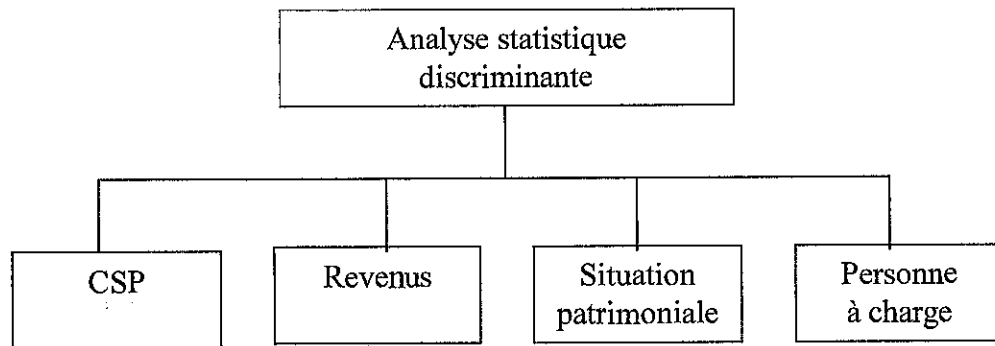 Analyse statistique
discriminante
CSP
Revenus
Situation
patrimoniale
Personne
à charge